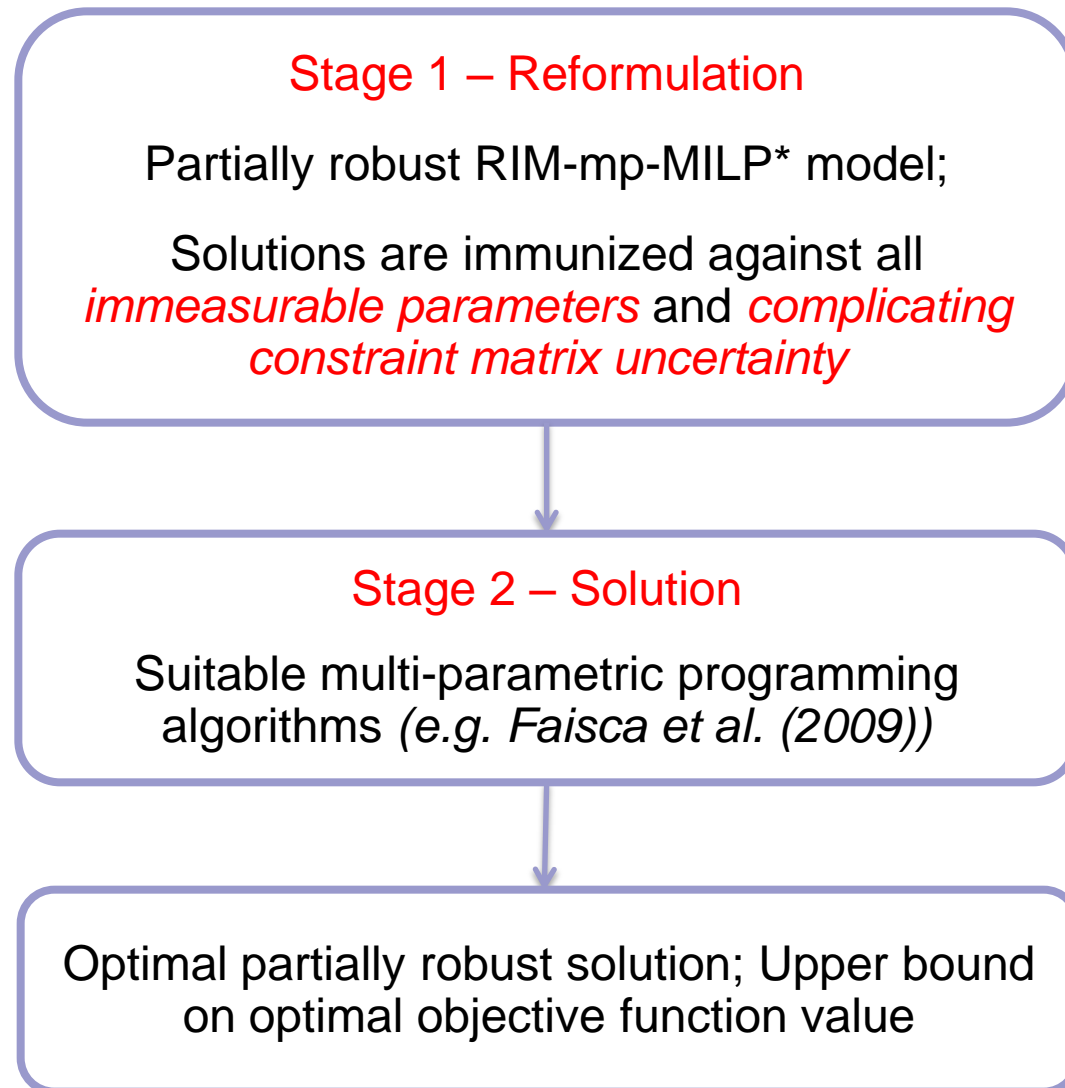 Stage 1 – Reformulation
Partially robust RIM-mp-MILP* model;
Solutions are immunized against all
immeasurable parameters and complicating
constraint matrix uncertainty
Stage 2 – Solution
Suitable multi-parametric programming
algorithms (e.g. Faisca et al. (2009))
Optimal partially robust solution; Upper bound
on optimal objective function value